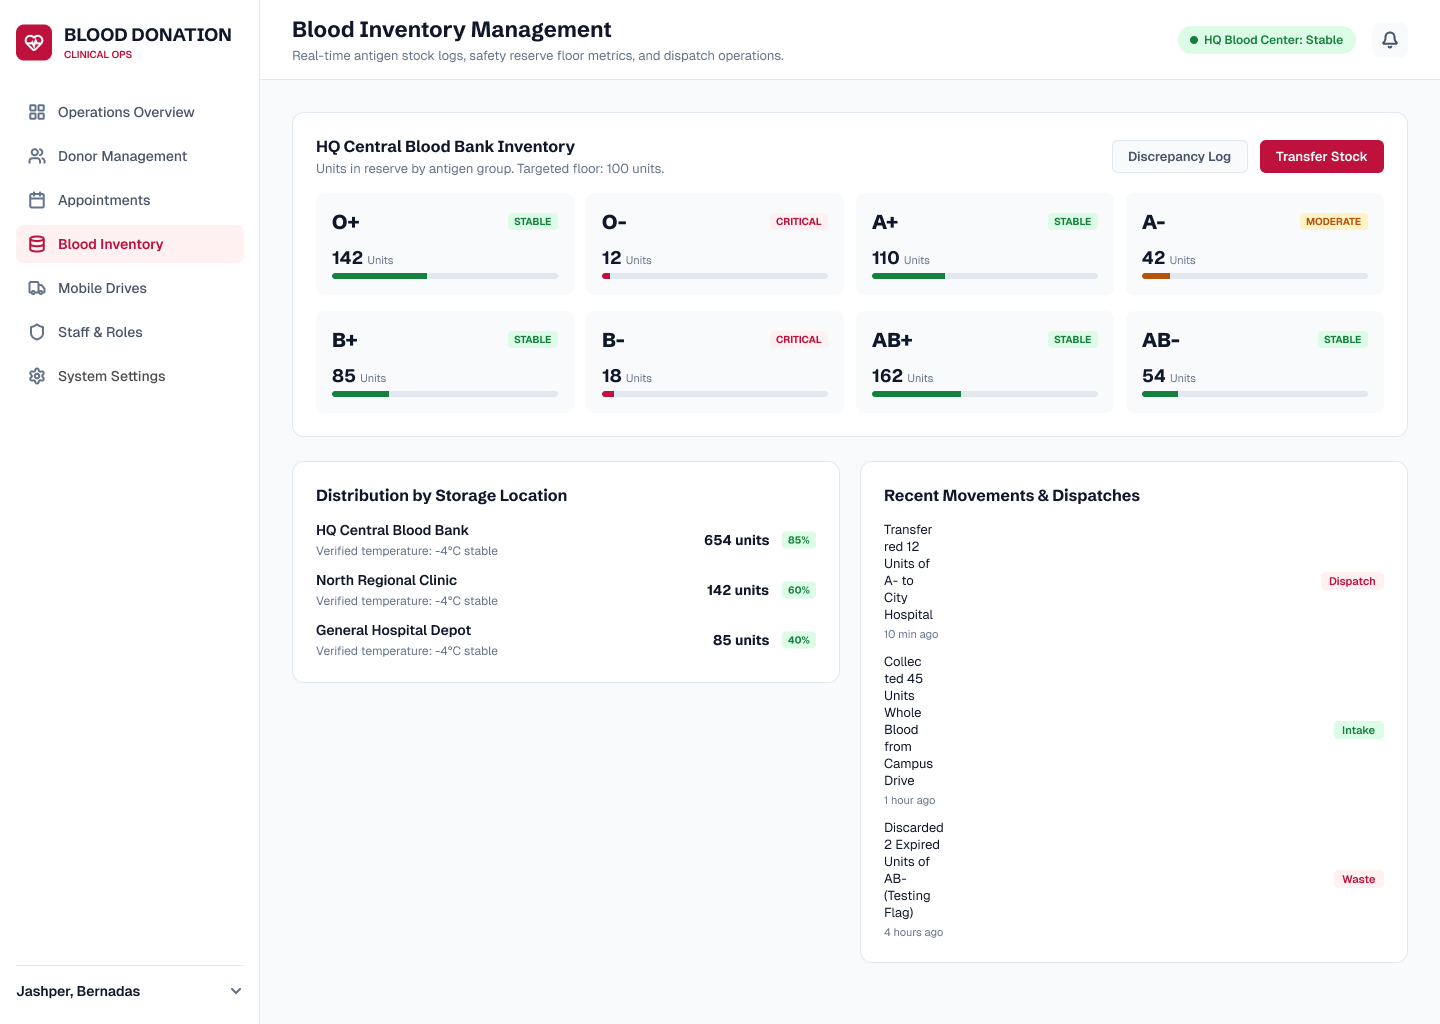 BLOOD DONATION
CLINICAL OPS
Operations Overview
Donor Management
Appointments
Blood Inventory
Mobile Drives
Staff & Roles
System Settings
Jashper, Bernadas
Blood Inventory Management
Real-time antigen stock logs, safety reserve floor metrics, and dispatch operations.
HQ Blood Center: Stable
HQ Central Blood Bank Inventory
Units in reserve by antigen group. Targeted floor: 100 units.
Discrepancy Log
Transfer Stock
O+
STABLE
142 Units
O-
CRITICAL
12 Units
A+
STABLE
110 Units
A-
MODERATE
42 Units
B+
STABLE
85 Units
B-
CRITICAL
18 Units
AB+
STABLE
162 Units
AB-
STABLE
54 Units
Distribution by Storage Location
HQ Central Blood Bank
Verified temperature: -4°C stable
654 units
85%
North Regional Clinic
Verified temperature: -4°C stable
142 units
60%
General Hospital Depot
Verified temperature: -4°C stable
85 units
40%
Recent Movements & Dispatches
Transfer
red 12
Units of
A- to
City
Hospital
10 min ago
Dispatch
Collec
ted 45
Units
Whole
Blood
from
Campus
Drive
1 hour ago
Intake
Discarded
2 Expired
Units of
AB-
(Testing
Flag)
4 hours ago
Waste